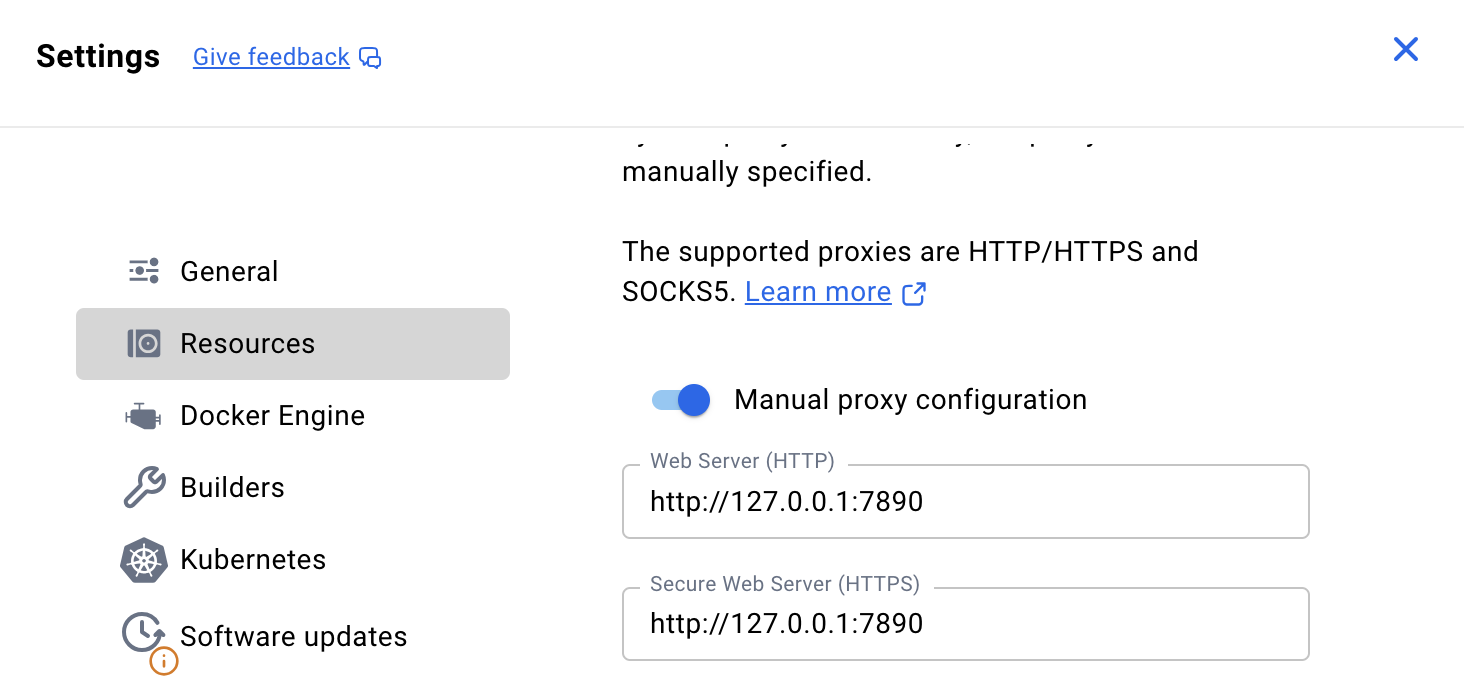 Settings
Give feedback
manually specified.
The supported proxies are HTTP/HTTPS and
SOCKS5. Learn more
General
Resources
Docker Engine
Builders
Kubernetes
Software updates
Manual proxy configuration
Web Server (HTTP)
http://127.0.0.1:7890
Secure Web Server (HTTPS)
http://127.0.0.1:7890